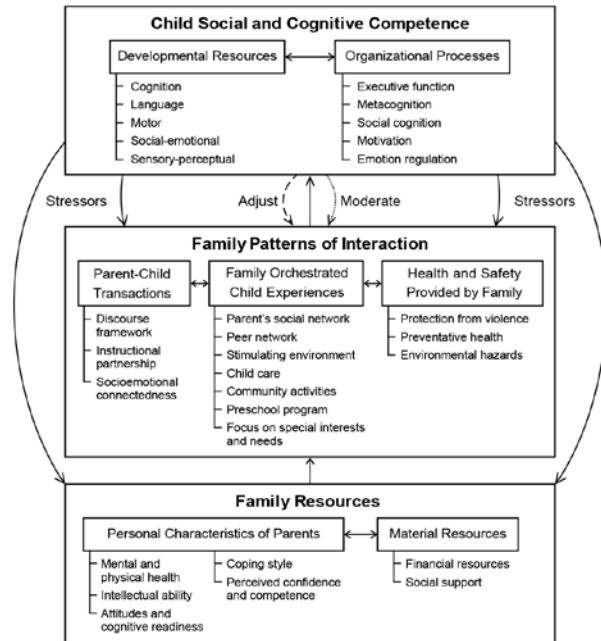 Child Social and Cognitive Competence
Developmental Resources
Organizational Processes
Cognition
Language
Motor
Social-emotional
Sensory-perceptual
Executive function
Metacognition
Social cognition
Motivation
Emotion regulation
Stressors
Adjust
Moderate
Stressors
Family Patterns of Interaction
Parent-Child
Transactions
Family Orchestrated
Child Experiences
Health and Safety
Provided by Family
Discourse
framework
Instructional
partnership
Socioemotional
connectedness
Parent's social network
Peer network
Stimulating environment
Child care
Community activities
Preschool program
Focus on special interests
and needs
Protection from violence
Preventative health
Environmental hazards
Family Resources
Personal Characteristics of Parents
Material Resources
Mental and
physical health
Intellectual ability
Attitudes and
cognitive readiness
Coping style
Perceived confidence
and competence
Financial resources
Social support